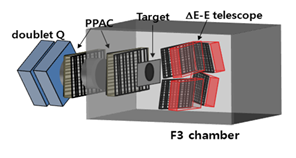 doublet Q
PPAC
Target
ΔE-E telescope
F3 chamber